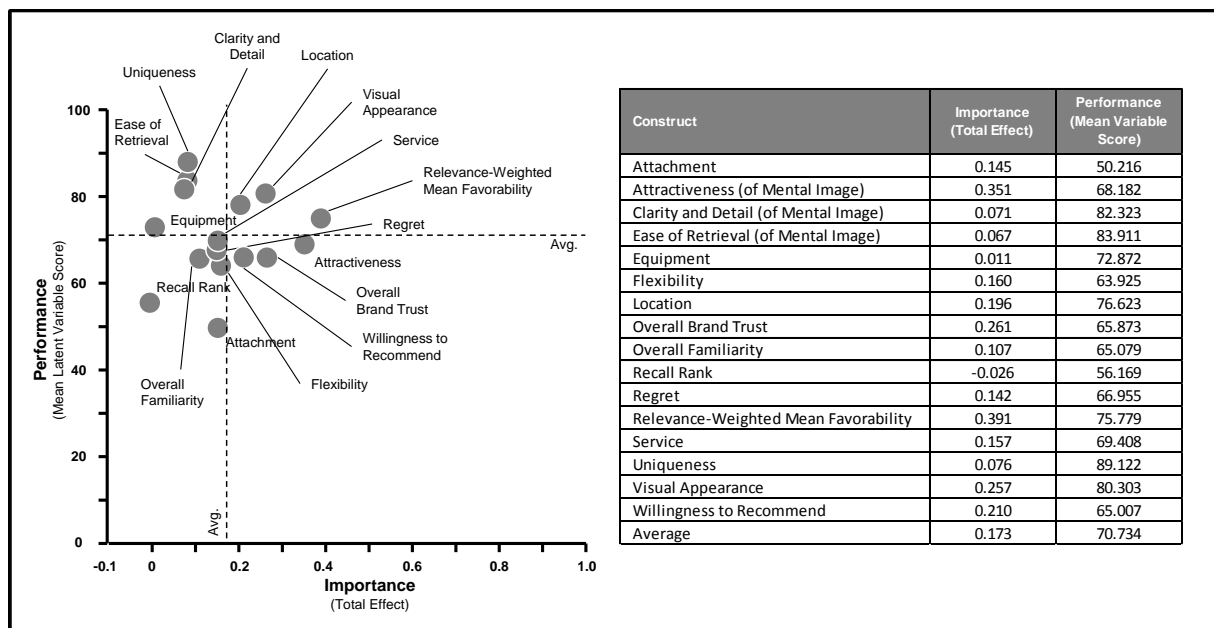 Clarity and
Detail
Location
Uniqueness
Visual
Appearance
Ease of
Retrieval
Service
Relevance-Weighted
Mean Favorability
Equipment
Regret
Avg.
Attractiveness
Recall Rank
Overall
Brand Trust
Attachment
Willingness to
Recommend
Overall
Familiarity
Flexibility
Avg.
Performance
(Mean Latent Variable Score)
100
80
60
40
20
0
-0.1 0 0.2 0.4 0.6 0.8 1.0
Importance
(Total Effect)
Construct Importance (Total Effect) Performance (Mean Variable Score)
Attachment 0.145 50.216
Attractiveness (of Mental Image) 0.351 68.182
Clarity and Detail (of Mental Image) 0.071 82.323
Ease of Retrieval (of Mental Image) 0.067 83.911
Equipment 0.011 72.872
Flexibility 0.160 63.925
Location 0.196 76.623
Overall Brand Trust 0.261 65.873
Overall Familiarity 0.107 65.079
Recall Rank -0.026 56.169
Regret 0.142 66.955
Relevance-Weighted Mean Favorability 0.391 75.779
Service 0.157 69.408
Uniqueness 0.076 89.122
Visual Appearance 0.257 80.303
Willingness to Recommend 0.210 65.007
Average 0.173 70.734